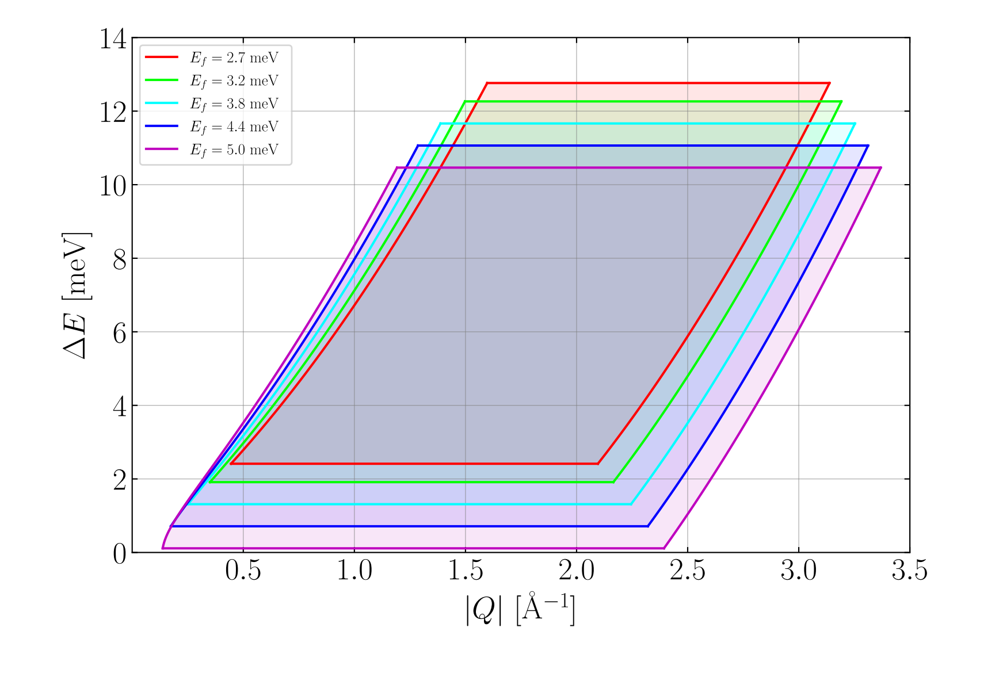 14
12
10
8
6
4
2
0
ΔE [meV]
E_f = 2.7 meV
E_f = 3.2 meV
E_f = 3.8 meV
E_f = 4.4 meV
E_f = 5.0 meV
0.5 1.0 1.5 2.0 2.5 3.0 3.5
|Q| [Å⁻¹]